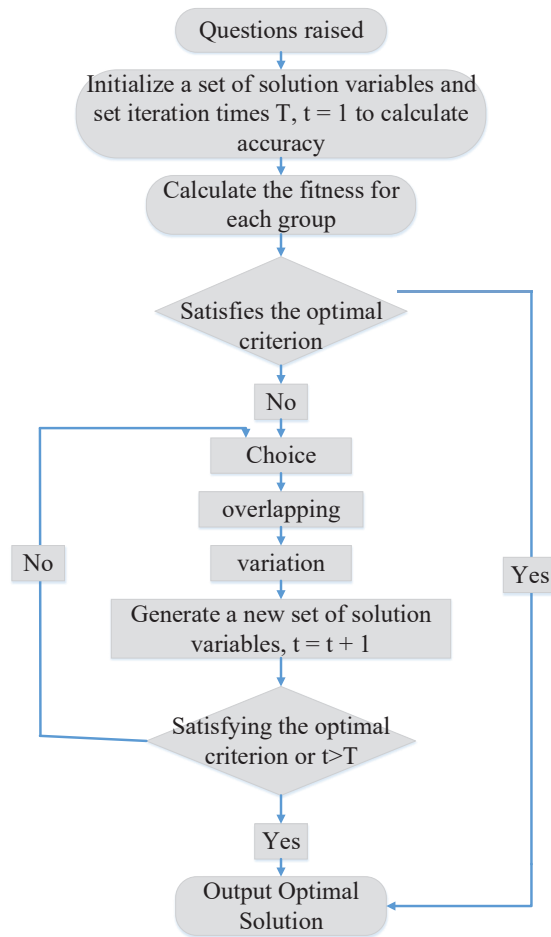 Questions raised
Initialize a set of solution variables and
set iteration times T, t = 1 to calculate
accuracy
Calculate the fitness for
each group
Satisfies the optimal
criterion
No
Choice
overlapping
No
variation
Yes
Generate a new set of solution
variables, t = t + 1
Satisfying the optimal
criterion or t>T
Yes
Output Optimal
Solution